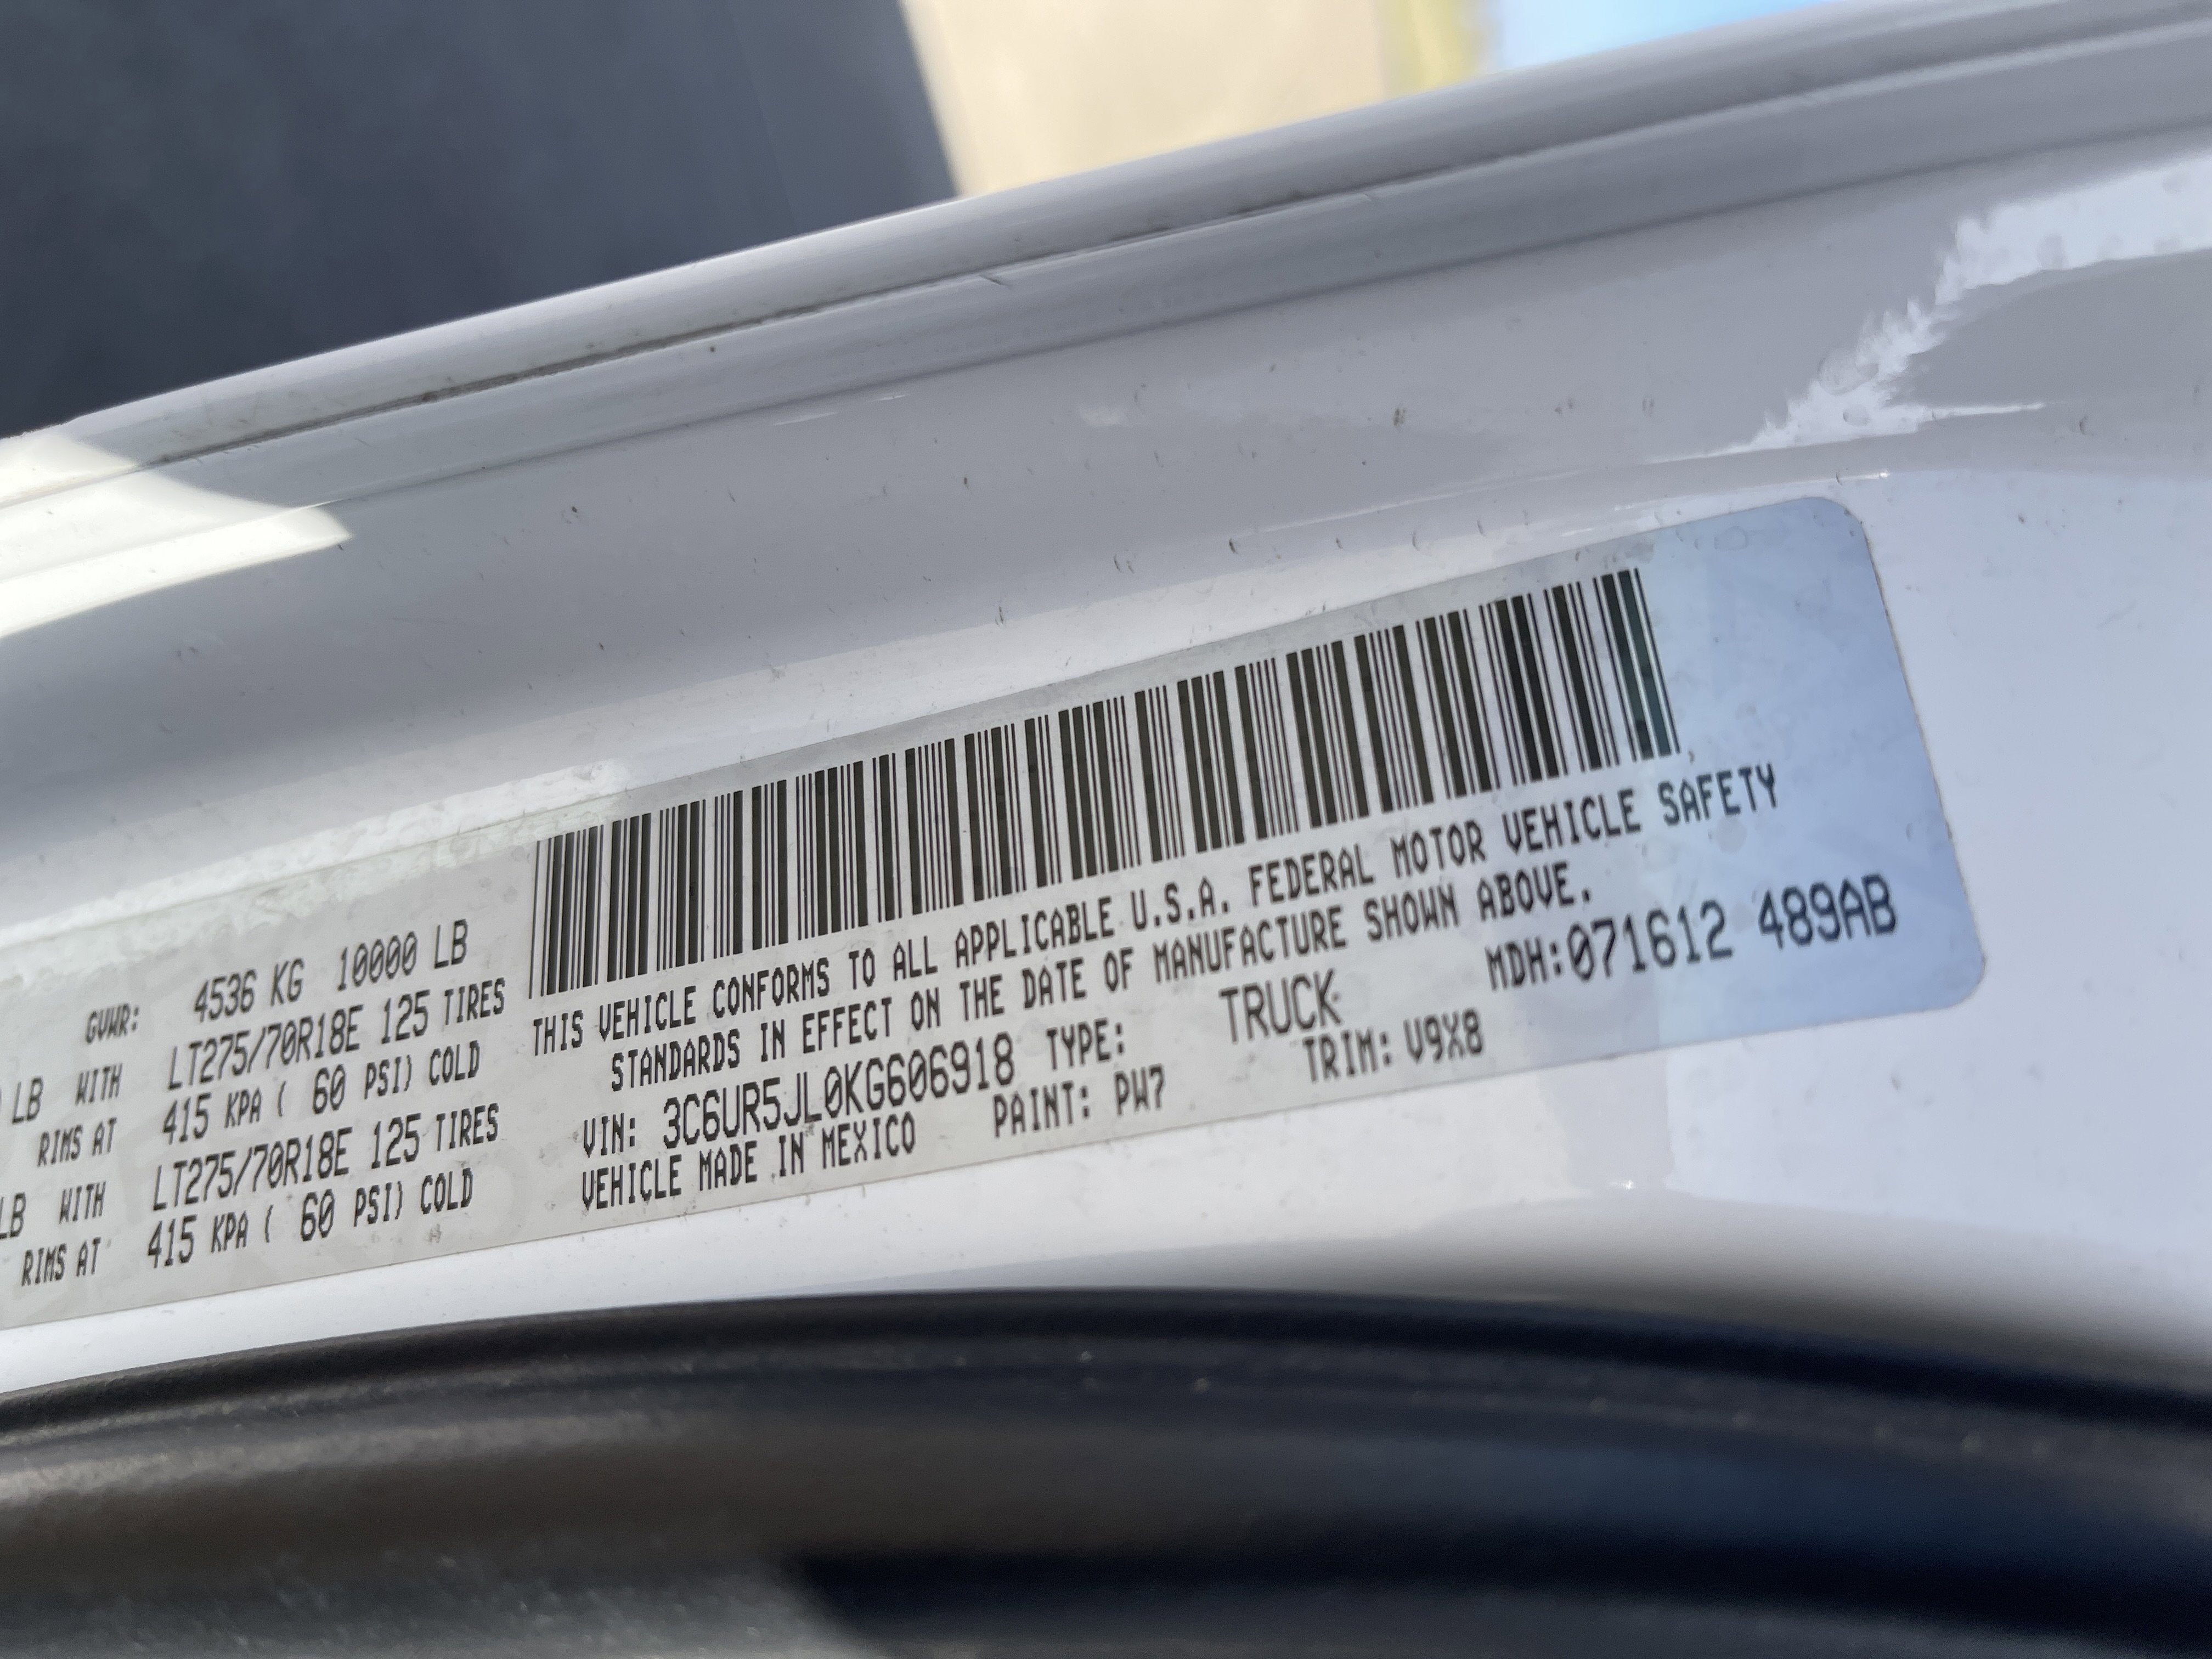 GVWR: 4536 KG 10000 LB
LB WITH LT275/70R18E 125 TIRES
RIMS AT 415 KPA ( 60 PSI) COLD
LB WITH LT275/70R18E 125 TIRES
RIMS AT 415 KPA ( 60 PSI) COLD
THIS VEHICLE CONFORMS TO ALL APPLICABLE U.S.A. FEDERAL MOTOR VEHICLE SAFETY
STANDARDS IN EFFECT ON THE DATE OF MANUFACTURE SHOWN ABOVE.
VIN: 3C6UR5JL0KG606918 TYPE: TRUCK MDH:071612 489AB
VEHICLE MADE IN MEXICO PAINT: PW7 TRIM: V9X8